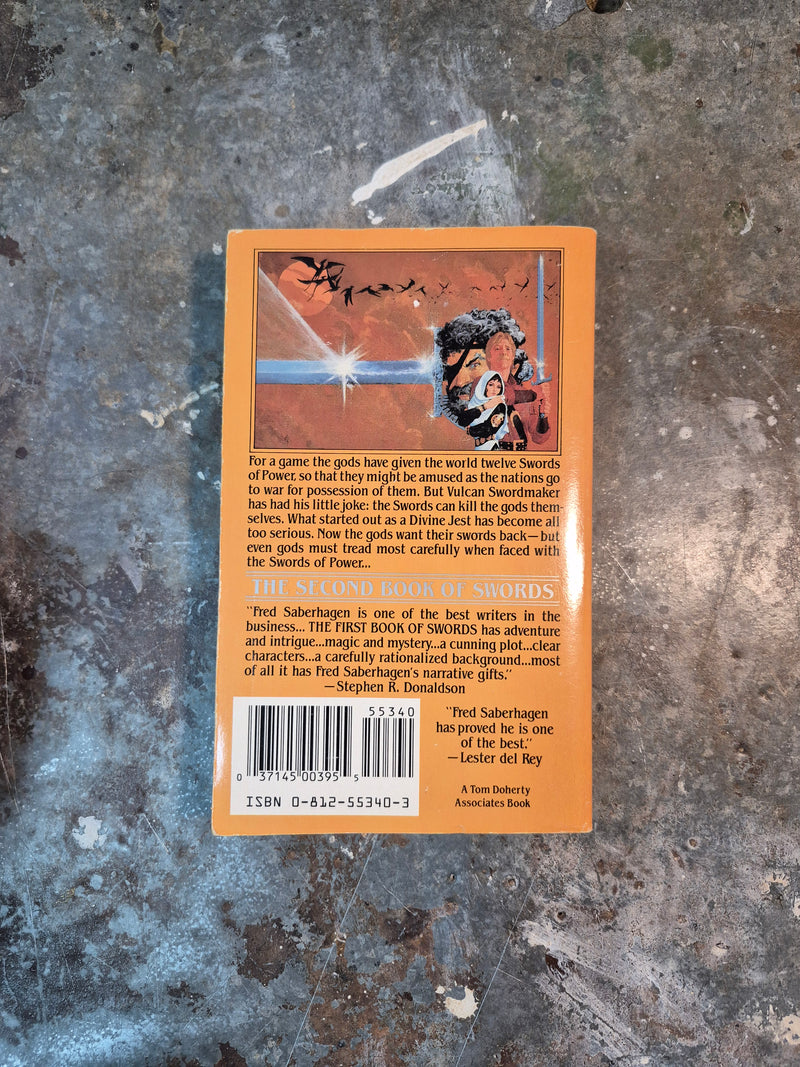 For a game the gods have given the world twelve Swords
of Power, so that they might be amused as the nations go
to war for possession of them. But Vulcan Swordmaker
has had his little joke: the Swords can kill the gods them-
selves. What started out as a Divine Jest has become all
too serious. Now the gods want their swords back—but
even gods must tread most carefully when faced with
the Swords of Power...
THE SECOND BOOK OF SWORDS
"Fred Saberhagen is one of the best writers in the
business... THE FIRST BOOK OF SWORDS has adventure
and intrigue...magic and mystery...a cunning plot...clear
characters...a carefully rationalized background...most
of all it has Fred Saberhagen's narrative gifts."
—Stephen R. Donaldson
55340
0 37145 00395 5
ISBN 0-812-55340-3
"Fred Saberhagen
has proved he is one
of the best."
—Lester del Rey
A Tom Doherty
Associates Book